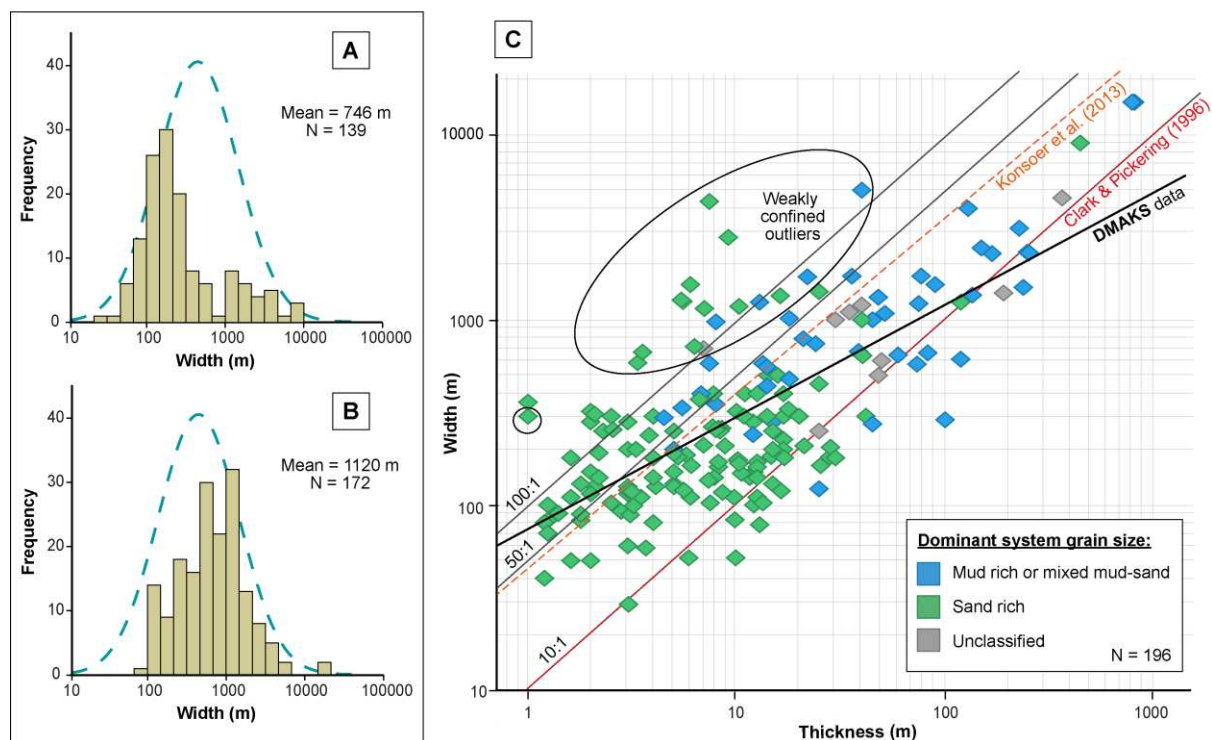 A
Mean = 746 m
N = 139
Frequency
40
30
20
10
0
10
100
1000
10000
100000
Width (m)
B
Mean = 1120 m
N = 172
Frequency
40
30
20
10
0
10
100
1000
10000
100000
Width (m)
C
Width (m)
10000
1000
100
10
Weakly
confined
outliers
Konsoer et al. (2013)
Clark & Pickering (1996)
DMAKS data
100:1
50:1
10:1
Dominant system grain size:
Mud rich or mixed mud-sand
Sand rich
Unclassified
N = 196
1
10
100
1000
Thickness (m)